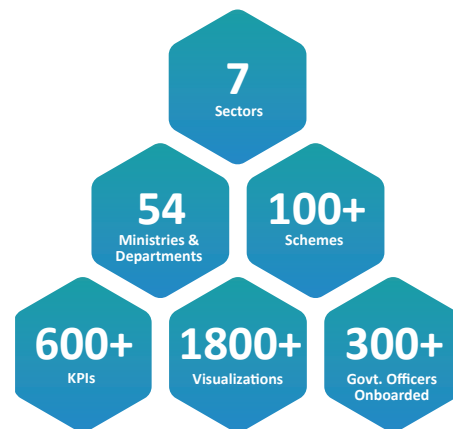 7
Sectors
54
Ministries &
Departments
100+
Schemes
600+
KPIs
1800+
Visualizations
300+
Govt. Officers
Onboarded